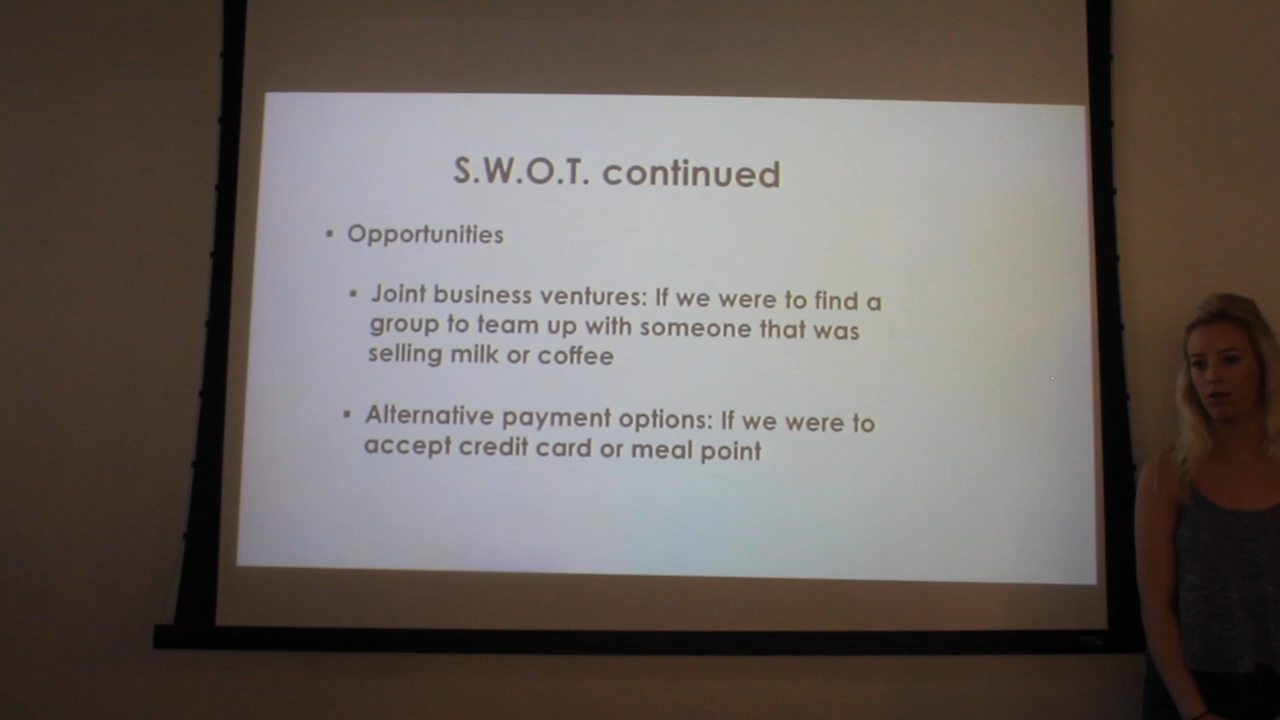 S.W.O.T. continued
▪ Opportunities
▪ Joint business ventures: If we were to find a
group to team up with someone that was
selling milk or coffee
▪ Alternative payment options: If we were to
accept credit card or meal point